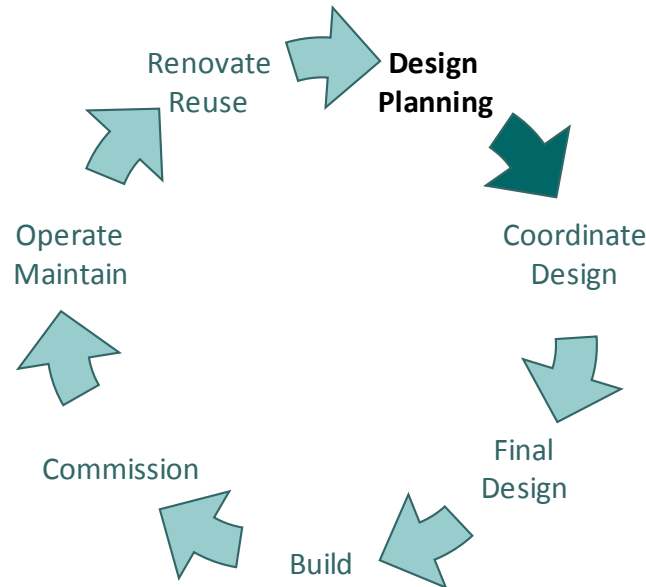 Renovate
Reuse
Design
Planning
Coordinate
Design
Final
Design
Build
Commission
Operate
Maintain